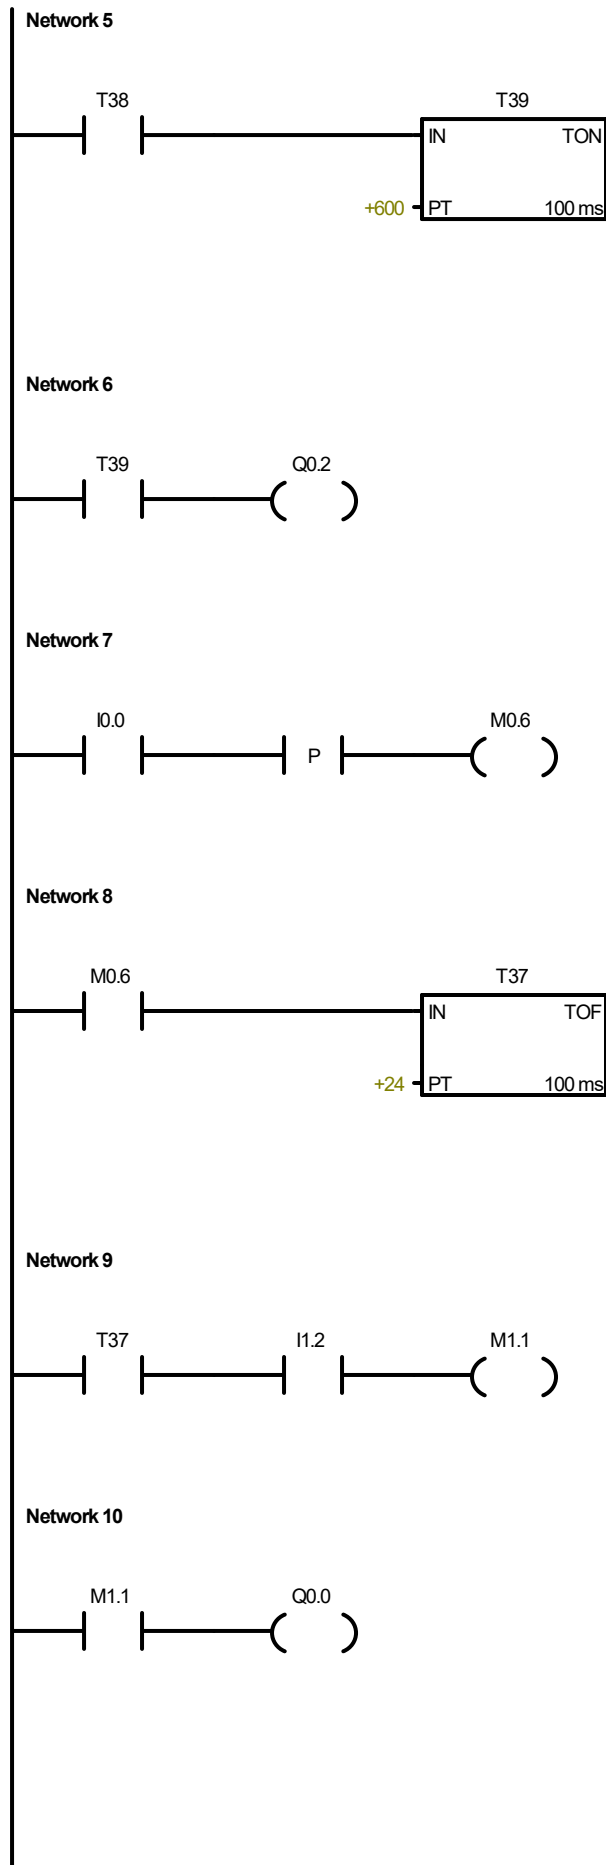 Network 5
T38
T39
IN TON
+600 PT 100 ms
Network 6
T39 Q0.2
Network 7
I0.0 M0.6
P
Network 8
M0.6 T37
IN TOF
+24 PT 100 ms
Network 9
T37 I1.2 M1.1
Network 10
M1.1 Q0.0